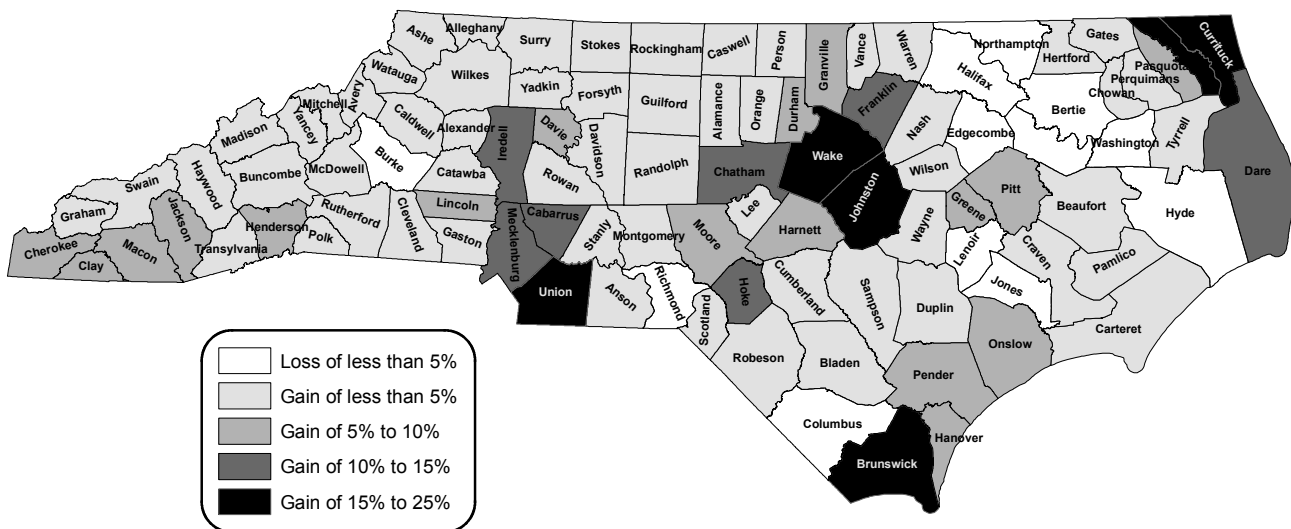 Ashe
Alleghany
Surry
Stokes
Rockingham
Caswell
Person
Granville
Vance
Warren
Northampton
Halifax
Hertford
Gates
Pasquota
Perquimans
Chowan
Currituck
Watauga
Wilkes
Yadkin
Forsyth
Guilford
Alamance
Orange
Durham
Franklin
Nash
Edgecombe
Bertie
Washington
Tyrrell
Dare
Mitchell
Avery
Yancey
Madison
Caldwell
Alexander
Iredell
Davie
Davidson
Randolph
Chatham
Wake
Johnston
Wilson
Pitt
Beaufort
Hyde
Burke
McDowell
Buncombe
Haywood
Swain
Graham
Catawba
Rowan
Lincoln
Cabarrus
Mecklenburg
Gaston
Cleveland
Rutherford
Polk
Henderson
Transylvania
Jackson
Macon
Cherokee
Clay
Stanly
Montgomery
Moore
Lee
Harnett
Wayne
Greene
Lenoir
Craven
Pamlico
Jones
Union
Anson
Richmond
Scotland
Hoke
Cumberland
Sampson
Duplin
Onslow
Carteret
Robeson
Bladen
Pender
Columbus
Hanover
Brunswick
Loss of less than 5%
Gain of less than 5%
Gain of 5% to 10%
Gain of 10% to 15%
Gain of 15% to 25%